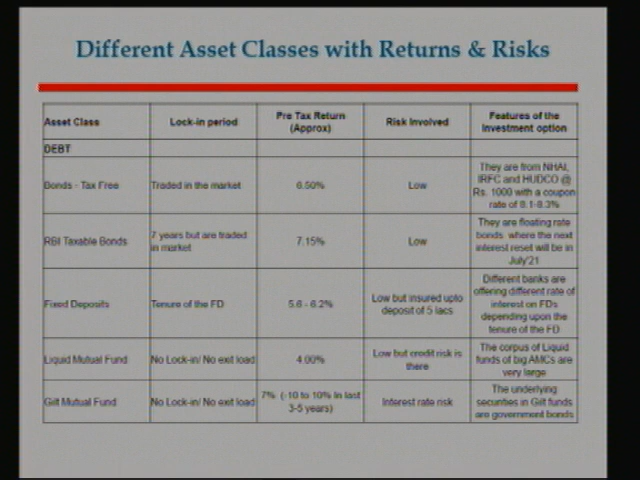 Different Asset Classes with Returns & Risks
Asset Class
Lock-in period
Pre Tax Return
(Approx)
Risk Involved
Features of the
Investment option
DEBT
Bonds - Tax Free
Traded in the market
6.50%
Low
They are from NHAI,
IRFC and HUDCO @
Rs. 1000 with a coupon
rate of 8.1-8.3%
RBI Taxable Bonds
7 years but are traded
in market
7.15%
Low
They are floating rate
bonds where the next
interest reset will be in
July'21
Fixed Deposits
Tenure of the FD
5.6 - 6.2%
Low but insured upto
deposit of 5 lacs
Different banks are
offering different rate of
interest on FDs
depending upon the
tenure of the FD
Liquid Mutual Fund
No Lock-in/ No exit load
4.00%
Low but credit risk is
there
The corpus of Liquid
funds of big AMCs are
very large
Gilt Mutual Fund
No Lock-in/ No exit load
7% (-10 to 10% in last
3-5 years)
Interest rate risk
The underlying
securities in Gilt funds
are government bonds